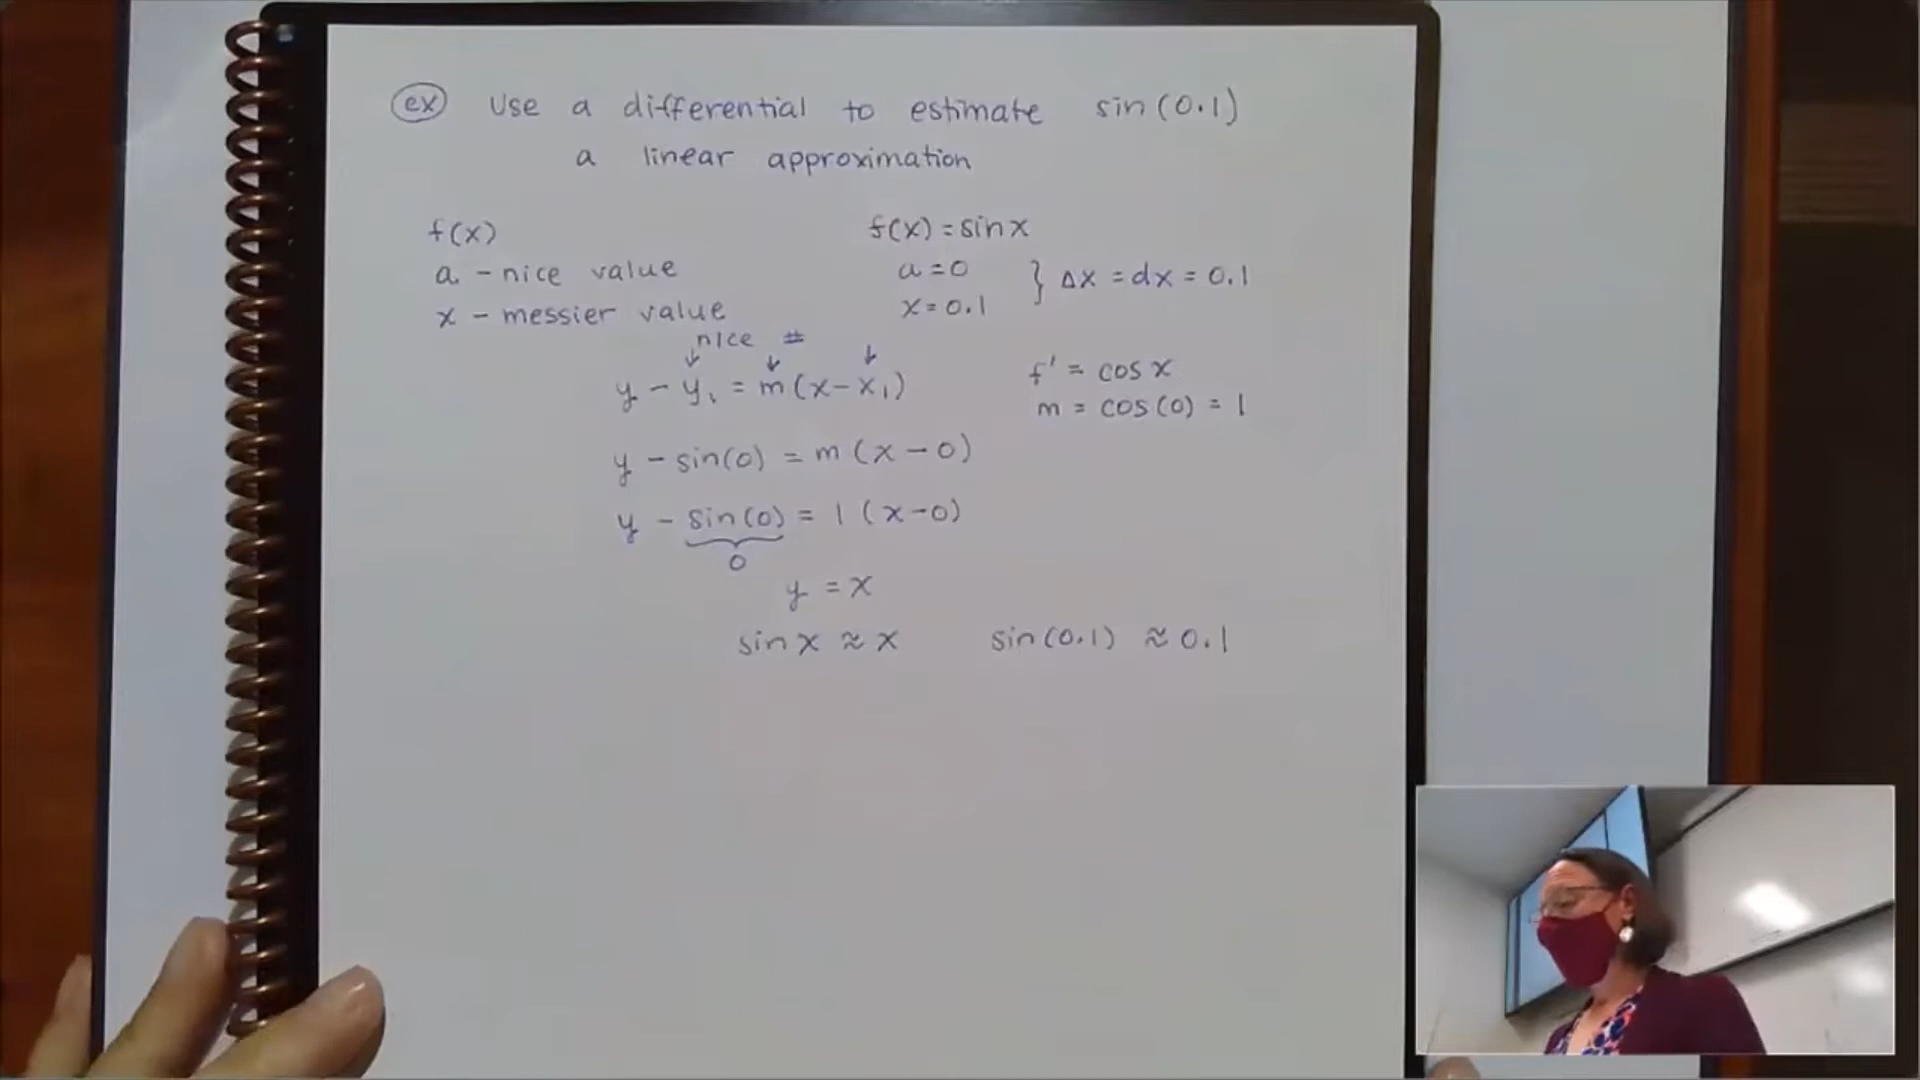 ex Use a differential to estimate sin(0.1)
a linear approximation
f(x)
a - nice value
x - messier value
f(x) = sin x
a = 0
x = 0.1
} Δx = dx = 0.1
nice #
↓ ↓ ↓
y - y₁ = m(x - x₁)
f' = cos x
m = cos(0) = 1
y - sin(0) = m(x - 0)
y - sin(0) = 1(x - 0)
0
y = x
sin x ≈ x sin(0.1) ≈ 0.1